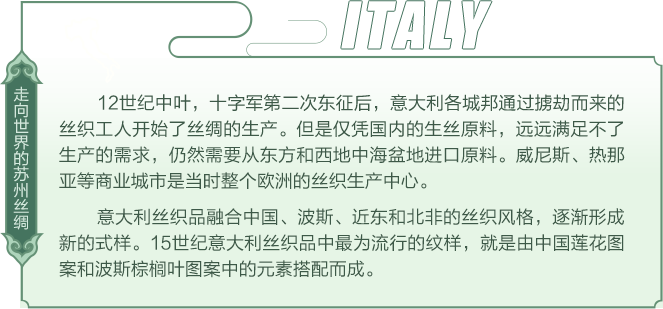 ITALY
走向世界的苏州丝绸
12世纪中叶，十字军第二次东征后，意大利各城邦通过掳劫而来的
丝织工人开始了丝绸的生产。但是仅凭国内的生丝原料，远远满足不了
生产的需求，仍然需要从东方和西地中海盆地进口原料。威尼斯、热那
亚等商业城市是当时整个欧洲的丝织生产中心。
意大利丝织品融合中国、波斯、近东和北非的丝织风格，逐渐形成
新的式样。15世纪意大利丝织品中最为流行的纹样，就是由中国莲花图
案和波斯棕榈叶图案中的元素搭配而成。